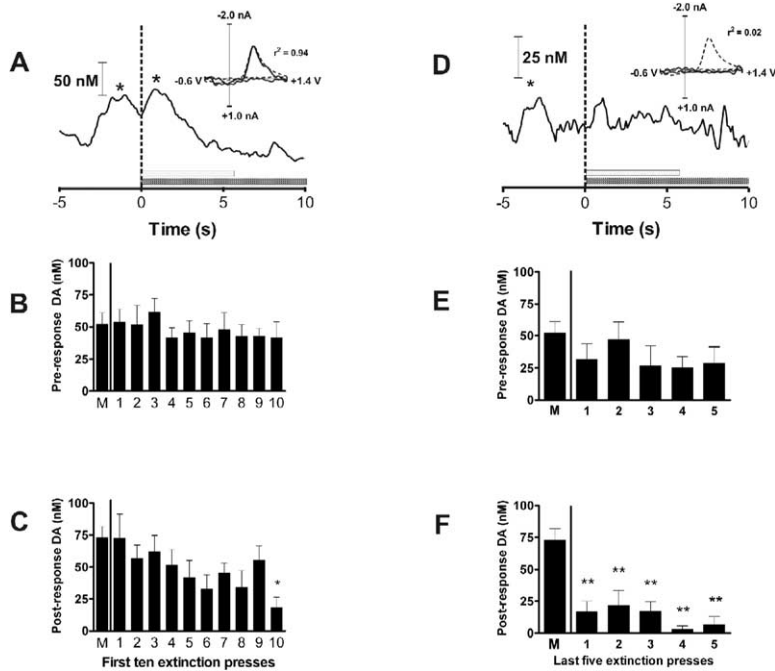 A
50 nM
*
*
-2.0 nA
r² = 0.94
-0.6 V
+1.4 V
+1.0 nA
-5
0
5
10
Time (s)
B
Pre-response DA (nM)
100
75
50
25
0
M 1 2 3 4 5 6 7 8 9 10
C
Post-response DA (nM)
100
75
50
25
0
*
M 1 2 3 4 5 6 7 8 9 10
First ten extinction presses
D
25 nM
*
-2.0 nA
r² = 0.02
-0.6 V
+1.4 V
+1.0 nA
-5
0
5
10
Time (s)
E
Pre-response DA (nM)
100
75
50
25
0
M 1 2 3 4 5
F
Post-response DA (nM)
100
75
50
25
0
** ** ** ** **
M 1 2 3 4 5
Last five extinction presses